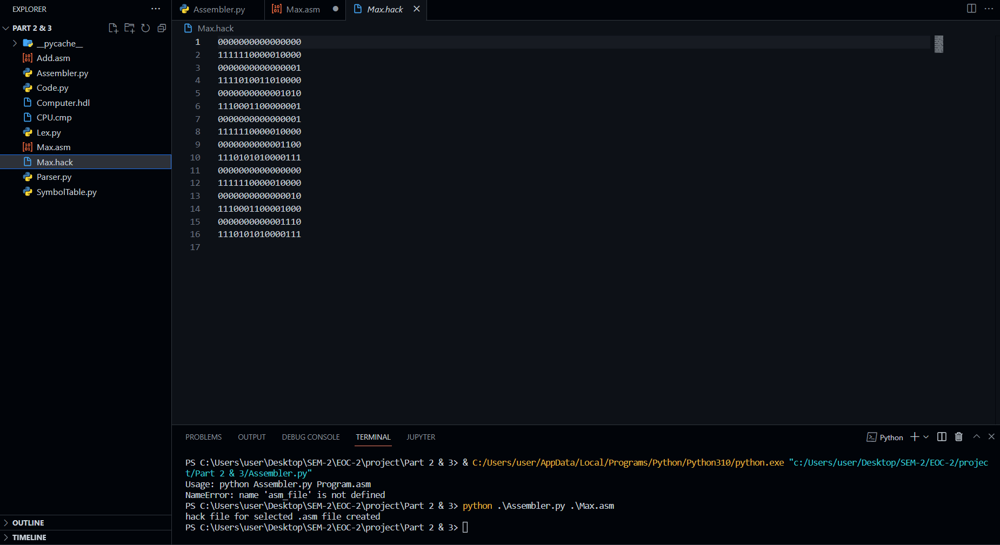 EXPLORER
PART 2 & 3
__pycache__
Add.asm
Assembler.py
Code.py
Computer.hdl
CPU.cmp
Lex.py
Max.asm
Max.hack
Parser.py
SymbolTable.py
OUTLINE
TIMELINE
Assembler.py Max.asm Max.hack
Max.hack
1 0000000000000000
2 1111110000010000
3 0000000000000001
4 1111010011010000
5 0000000000001010
6 1110001100000001
7 0000000000000001
8 1111110000010000
9 0000000000001100
10 1110101010000111
11 0000000000000000
12 1111110000010000
13 0000000000000010
14 1110001100001000
15 0000000000001110
16 1110101010000111
17
PROBLEMS OUTPUT DEBUG CONSOLE TERMINAL JUPYTER Python
PS C:\Users\user\Desktop\SEM-2\EOC-2\project\Part 2 & 3> & C:/Users/user/AppData/Local/Programs/Python/Python310/python.exe "c:/Users/user/Desktop/SEM-2/EOC-2/projec
t/Part 2 & 3/Assembler.py"
Usage: python Assembler.py Program.asm
NameError: name 'asm_file' is not defined
PS C:\Users\user\Desktop\SEM-2\EOC-2\project\Part 2 & 3> python .\Assembler.py .\Max.asm
hack file for selected .asm file created
PS C:\Users\user\Desktop\SEM-2\EOC-2\project\Part 2 & 3>